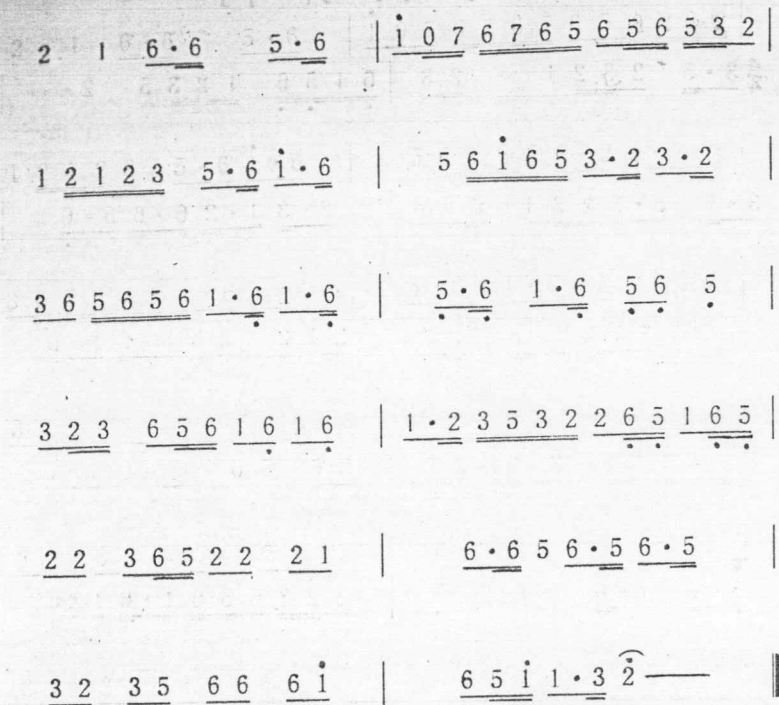 2 1 6·6 5·6 | i̇ 0 7 6 7 6 5 6 5 6 5 3 2 |
1 2 1 2 3 5·6 i̇·6 | 5 6 i̇ 6 5 3·2 3·2 |
3 6 5 6 5 6 1·6̣ 1·6̣ | 5̣·6̣ 1·6̣ 5̣ 6̣ 5̣ |
3 2 3 6 5 6 1 6̣ 1 6̣ | 1·2 3 5 3 2 2 6̣ 5̣ 1 6̣ 5̣ |
2 2 3 6 5 2 2 2 1 | 6·6 5 6·5 6·5 |
3 2 3 5 6 6 6 i̇ | 6 5 i̇ 1·3 2̇ — ‖